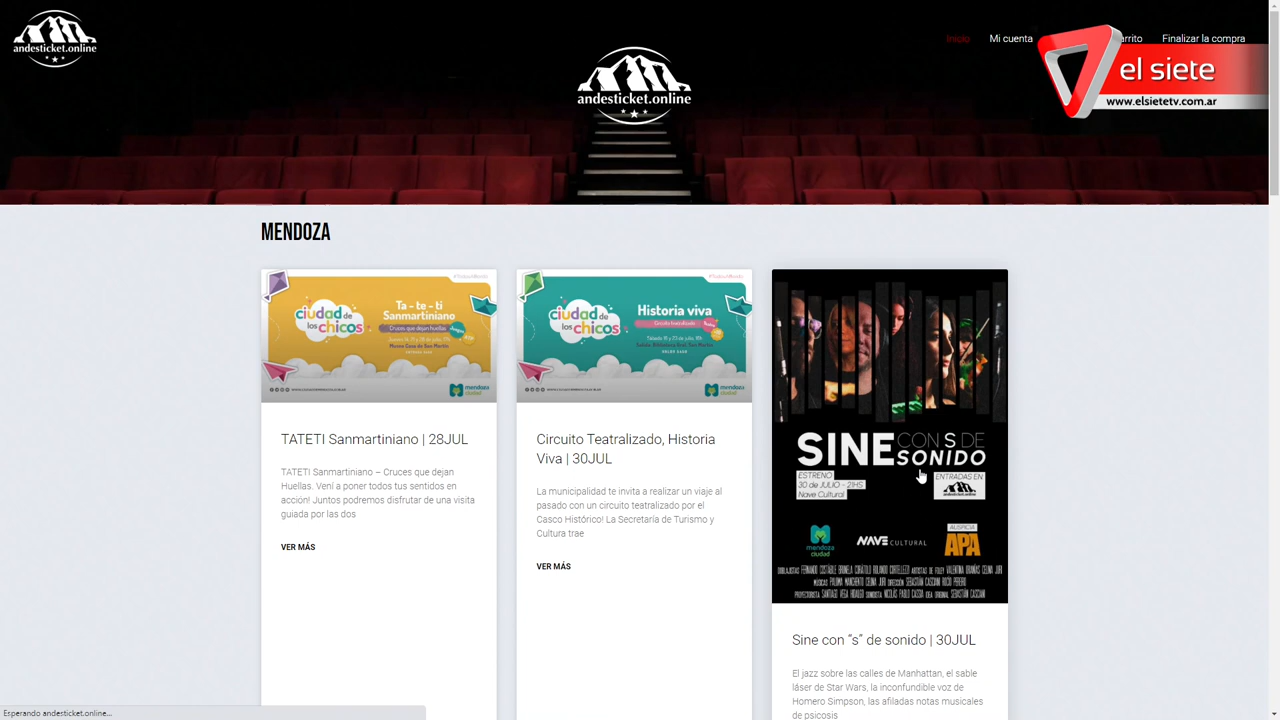 andesticket.online
Inicio
Mi cuenta
Finalizar la compra
el siete
www.elsietetv.com.ar
andesticket.online
MENDOZA
ciudad de
los chicos
Ta - te - ti
Sanmartiniano
Cruces que dejan huellas
mendoza
ciudad
ciudad de
los chicos
Historia viva
Circuito teatralizado
mendoza
ciudad
SINE CON S DE
SONIDO
ESTRENO
30 de JULIO - 21HS
Nave Cultural
ENTRADAS EN
mendoza
ciudad
NAVE CULTURAL
AUSPICIA
APA
TATETI Sanmartiniano | 28JUL
TATETI Sanmartiniano – Cruces que dejan
Huellas. Vení a poner todos tus sentidos en
acción! Juntos podremos disfrutar de una visita
guiada por las dos
VER MÁS
Circuito Teatralizado, Historia
Viva | 30JUL
La municipalidad te invita a realizar un viaje al
pasado con un circuito teatralizado por el
Casco Histórico! La Secretaría de Turismo y
Cultura trae
VER MÁS
Sine con “s” de sonido | 30JUL
El jazz sobre las calles de Manhattan, el sable
láser de Star Wars, la inconfundible voz de
Homero Simpson, las afiladas notas musicales
de psicosis
Esperando andesticket.online...